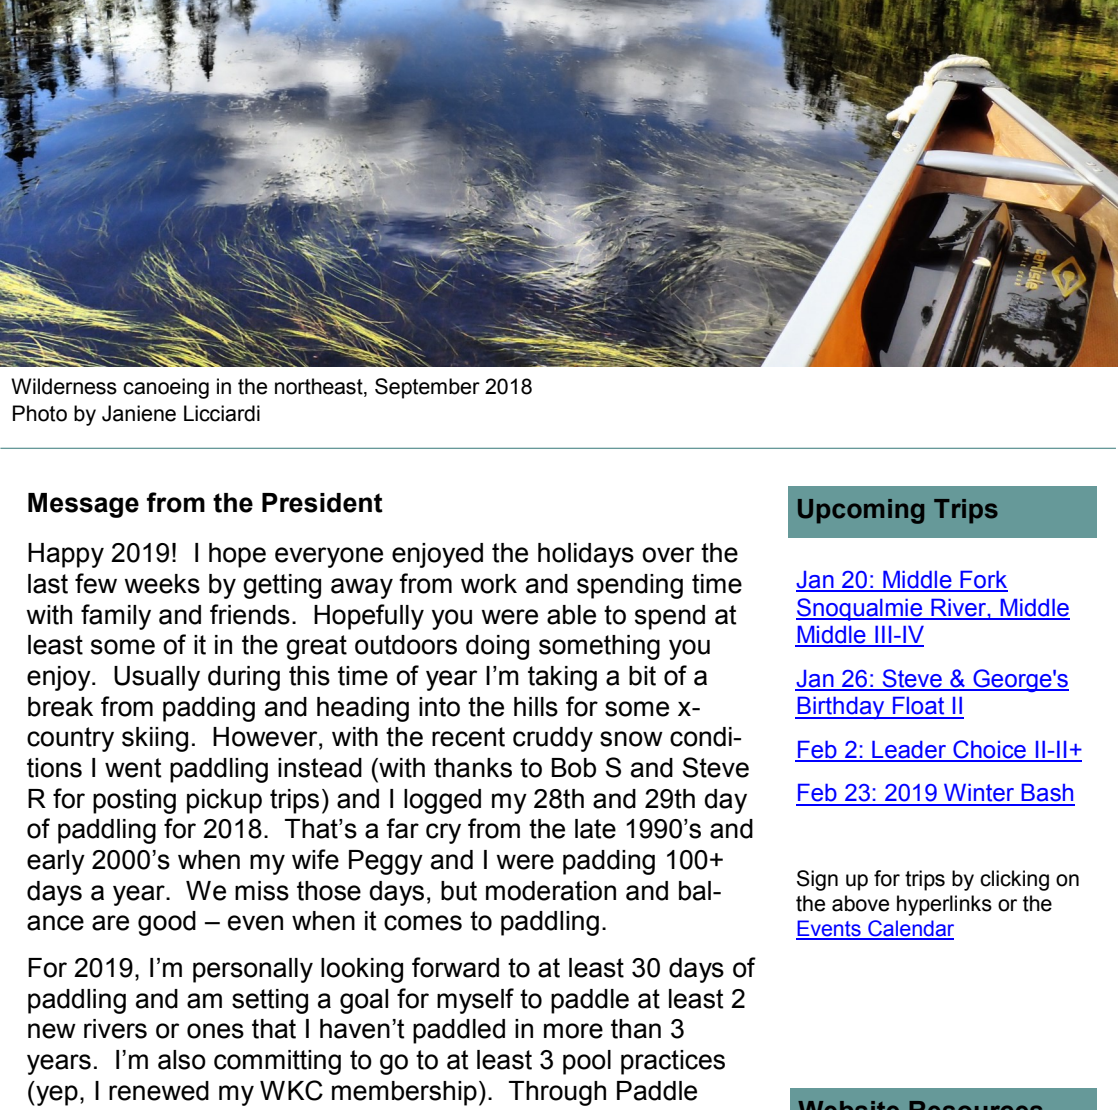 Wilderness canoeing in the northeast, September 2018
Photo by Janiene Licciardi
Message from the President
Happy 2019!  I hope everyone enjoyed the holidays over the
last few weeks by getting away from work and spending time
with family and friends.  Hopefully you were able to spend at
least some of it in the great outdoors doing something you
enjoy.  Usually during this time of year I’m taking a bit of a
break from padding and heading into the hills for some x-
country skiing.  However, with the recent cruddy snow condi-
tions I went paddling instead (with thanks to Bob S and Steve
R for posting pickup trips) and I logged my 28th and 29th day
of paddling for 2018.  That’s a far cry from the late 1990’s and
early 2000’s when my wife Peggy and I were padding 100+
days a year.  We miss those days, but moderation and bal-
ance are good – even when it comes to paddling.
For 2019, I’m personally looking forward to at least 30 days of
paddling and am setting a goal for myself to paddle at least 2
new rivers or ones that I haven’t paddled in more than 3
years.  I’m also committing to go to at least 3 pool practices
(yep, I renewed my WKC membership).  Through Paddle
Upcoming Trips
Jan 20: Middle Fork
Snoqualmie River, Middle
Middle III-IV
Jan 26: Steve & George's
Birthday Float II
Feb 2: Leader Choice II-II+
Feb 23: 2019 Winter Bash
Sign up for trips by clicking on
the above hyperlinks or the
Events Calendar
Website Resources